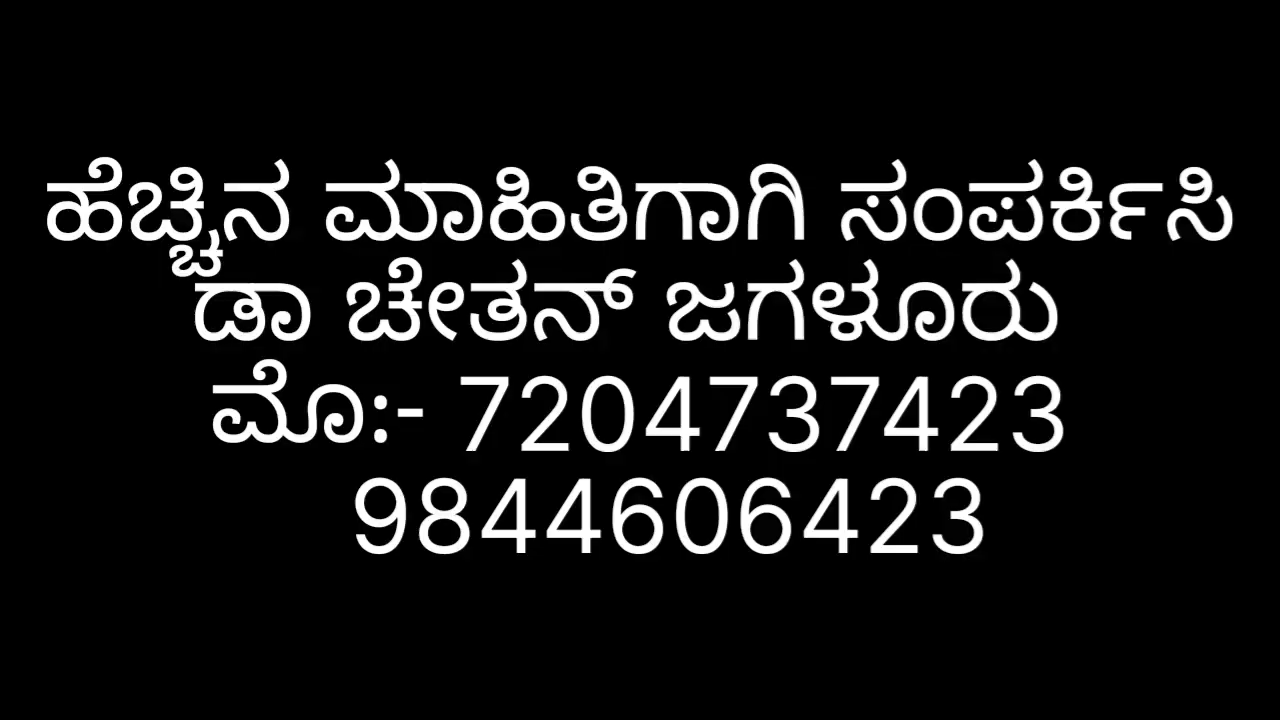 ಹೆಚ್ಚಿನ ಮಾಹಿತಿಗಾಗಿ ಸಂಪರ್ಕಿಸಿ
ಡಾ ಚೇತನ್ ಜಗಳೂರು
ಮೊ:- 7204737423
9844606423